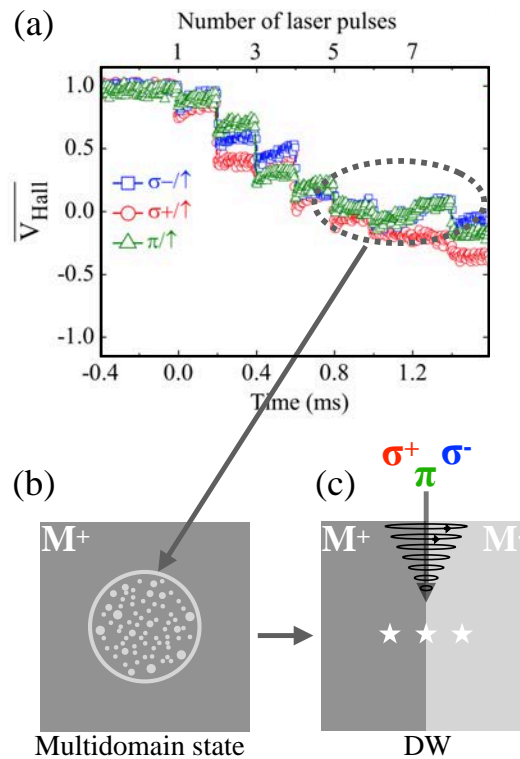 (a)
Number of laser pulses
1 3 5 7
1.0
0.5
0.0
-0.5
-1.0
V_Hall
σ−/↑
σ+/↑
π/↑
-0.4 0.0 0.4 0.8 1.2
Time (ms)
(b)
(c)
σ⁺ π σ⁻
M⁺
M⁺
M⁻
Multidomain state
DW